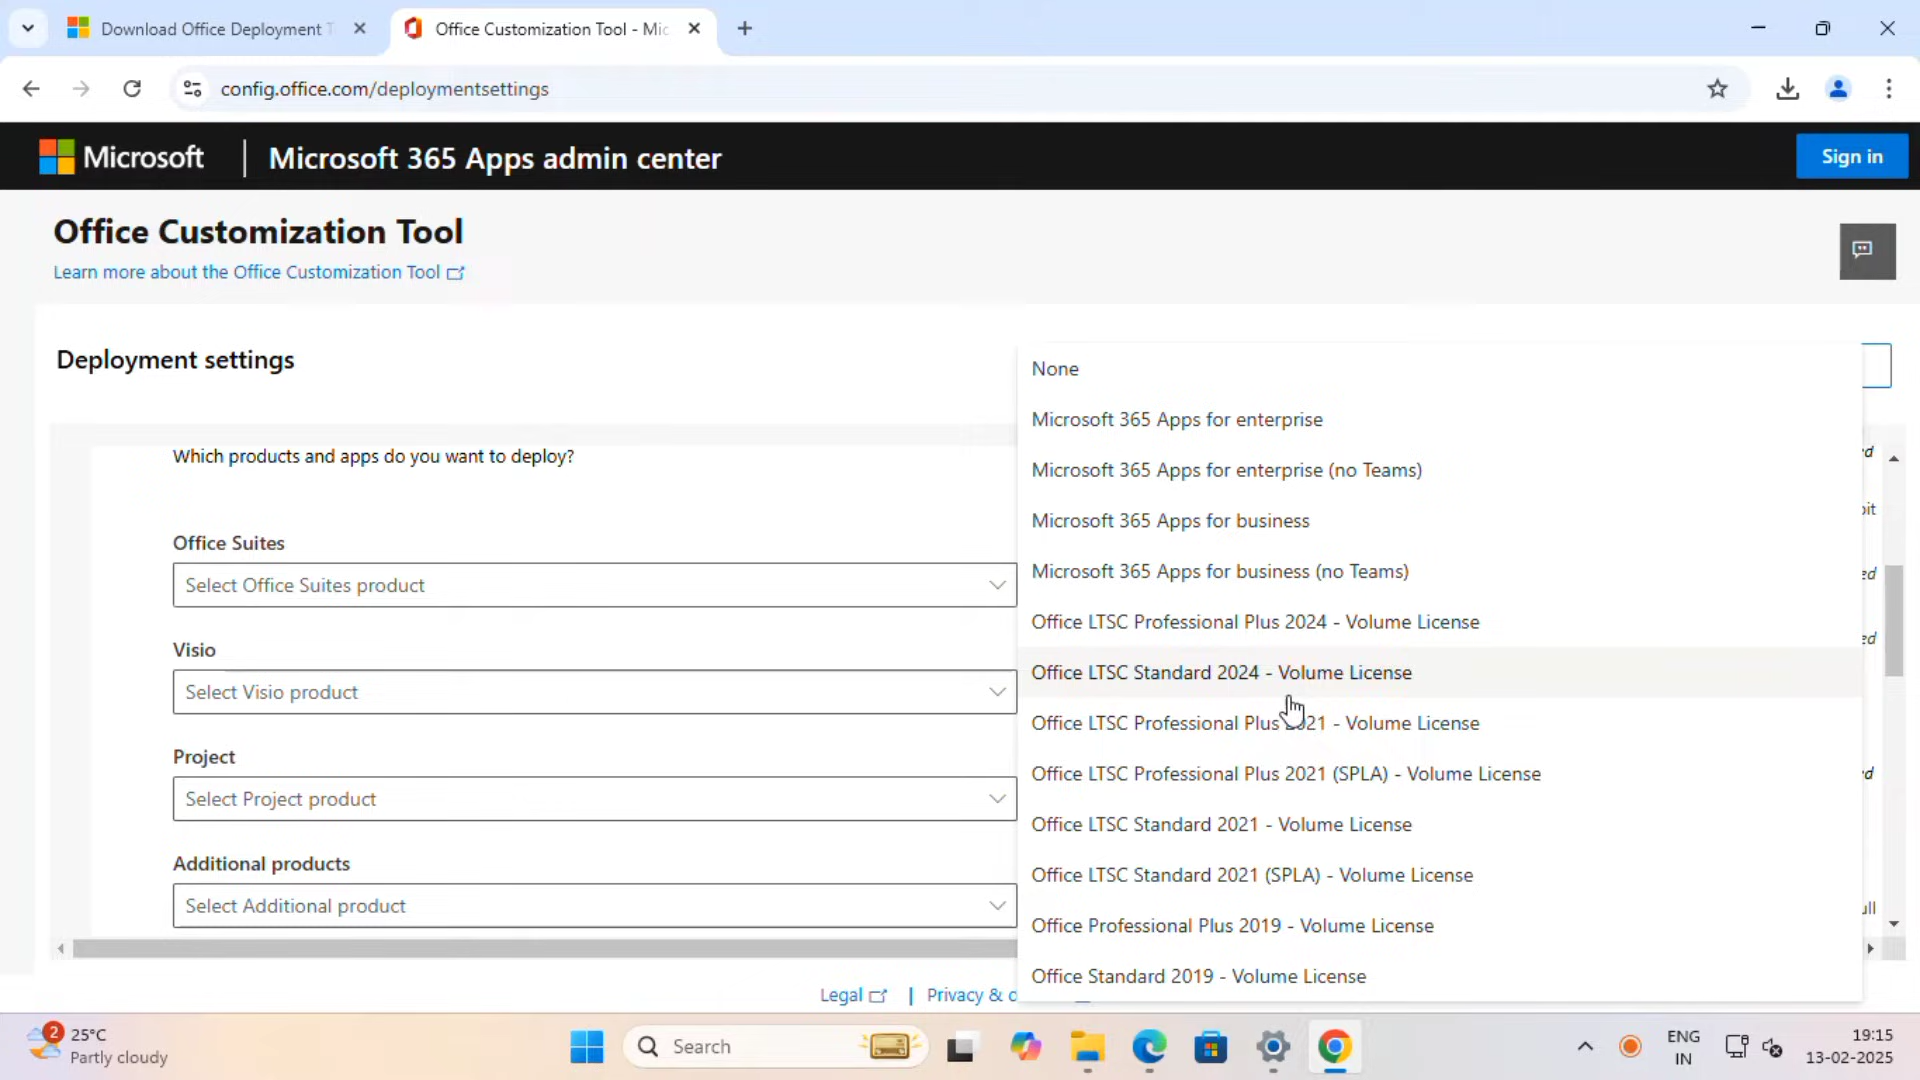 Download Office Deployment T
Office Customization Tool - Mic
config.office.com/deploymentsettings
Microsoft
Microsoft 365 Apps admin center
Sign in
Office Customization Tool
Learn more about the Office Customization Tool
Deployment settings
Which products and apps do you want to deploy?
Office Suites
Select Office Suites product
Visio
Select Visio product
Project
Select Project product
Additional products
Select Additional product
None
Microsoft 365 Apps for enterprise
Microsoft 365 Apps for enterprise (no Teams)
Microsoft 365 Apps for business
Microsoft 365 Apps for business (no Teams)
Office LTSC Professional Plus 2024 - Volume License
Office LTSC Standard 2024 - Volume License
Office LTSC Professional Plus 2021 - Volume License
Office LTSC Professional Plus 2021 (SPLA) - Volume License
Office LTSC Standard 2021 - Volume License
Office LTSC Standard 2021 (SPLA) - Volume License
Office Professional Plus 2019 - Volume License
Office Standard 2019 - Volume License
Legal
Privacy &
2
25°C
Partly cloudy
Search
ENG
IN
19:15
13-02-2025